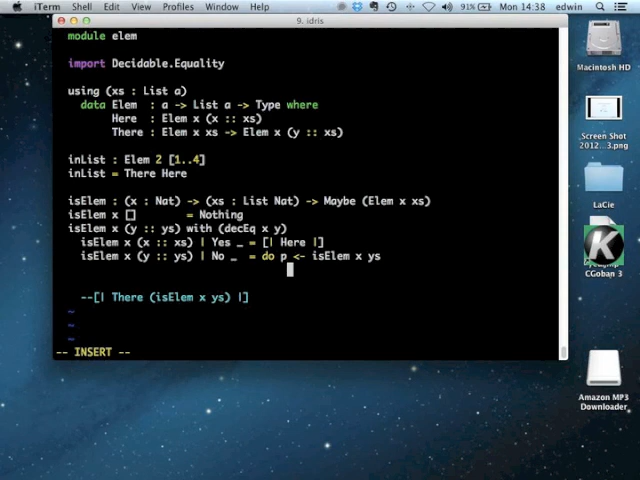 iTerm Shell Edit View Profiles Window Help 91% Mon 14:38 edwin
9. idris
module elem
import Decidable.Equality
using (xs : List a)
data Elem : a -> List a -> Type where
Here : Elem x (x :: xs)
There : Elem x xs -> Elem x (y :: xs)
inList : Elem 2 [1..4]
inList = There Here
isElem : (x : Nat) -> (xs : List Nat) -> Maybe (Elem x xs)
isElem x [] = Nothing
isElem x (y :: ys) with (decEq x y)
isElem x (x :: xs) | Yes _ = [| Here |]
isElem x (y :: ys) | No _ = do p <- isElem x ys
--[| There (isElem x ys) |]
~
~
~
-- INSERT --
Macintosh HD
Screen Shot
2012...3.png
LaCie
K
CGoban 3
Amazon MP3
Downloader